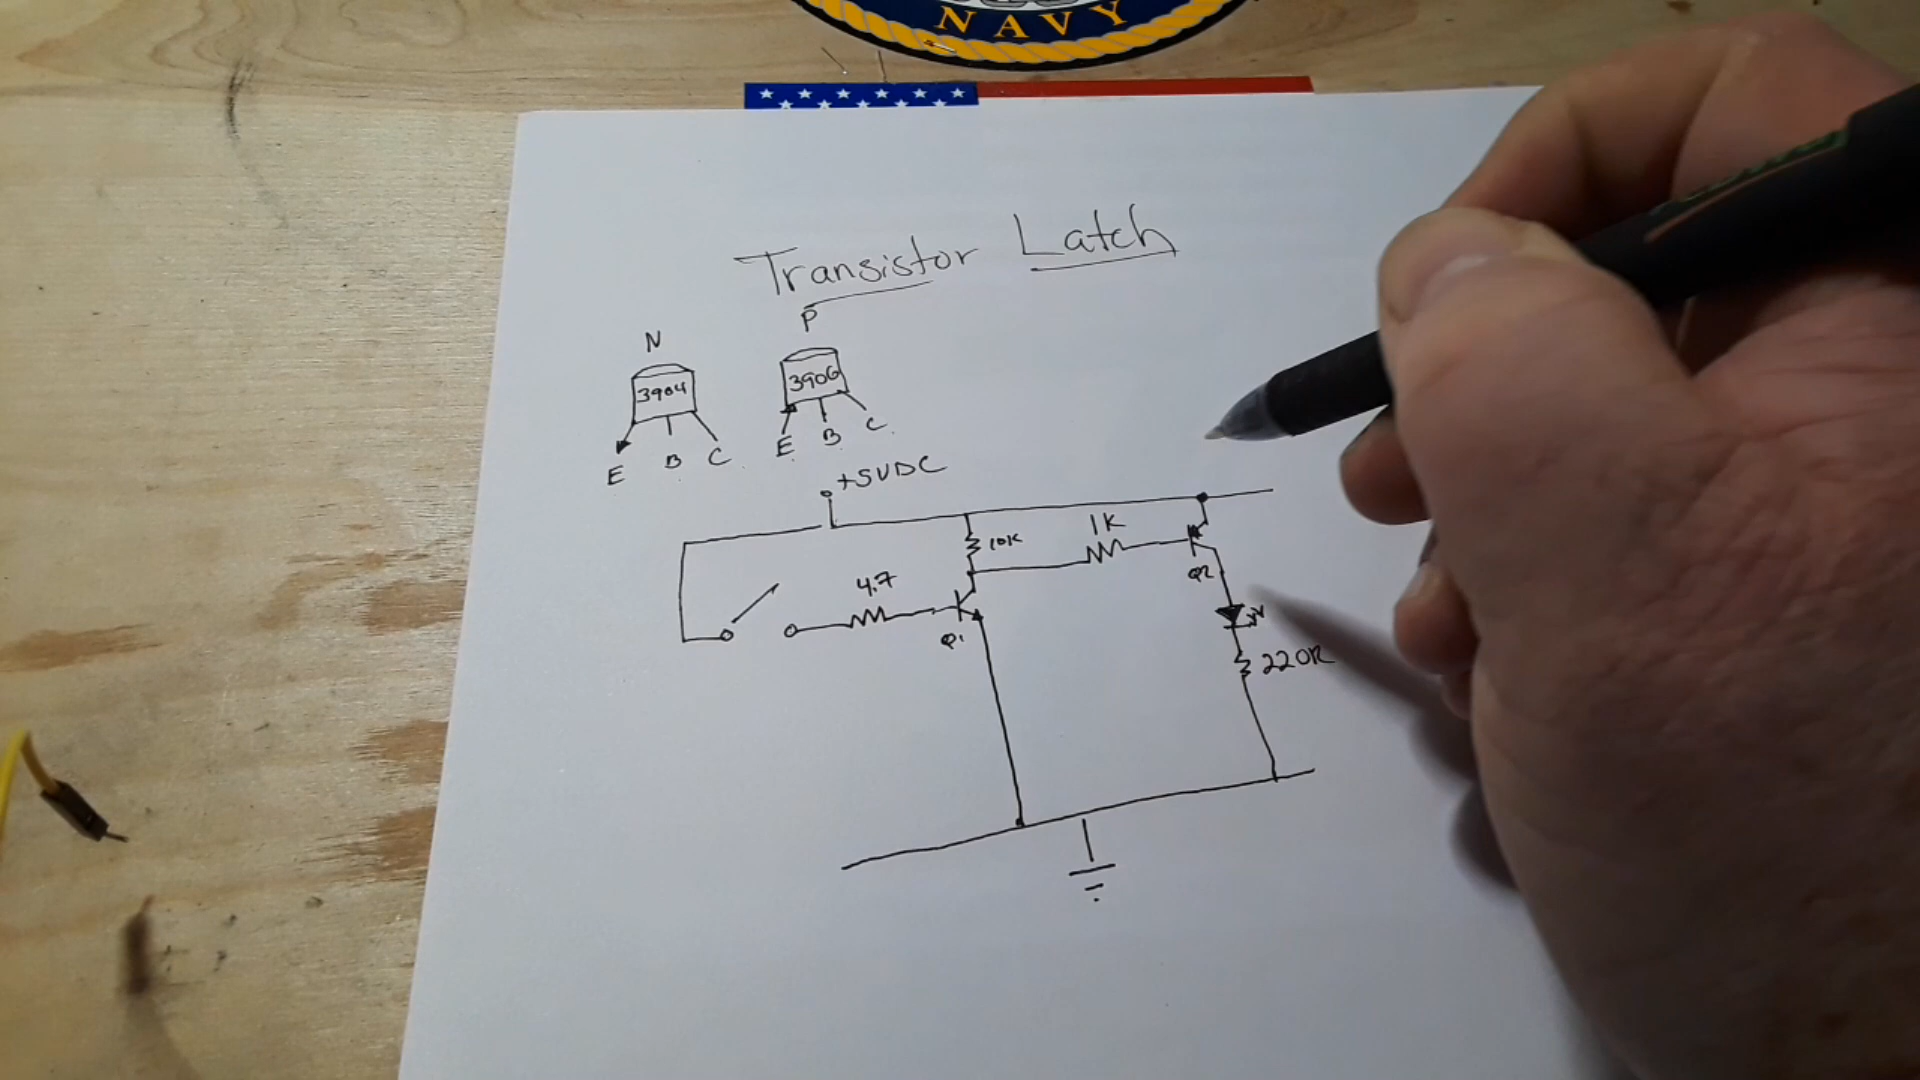 NAVY
Transistor Latch
N
P
3904
3906
E B C
E B C
+5VDC
10K
1K
4.7
Q1
Q2
220R